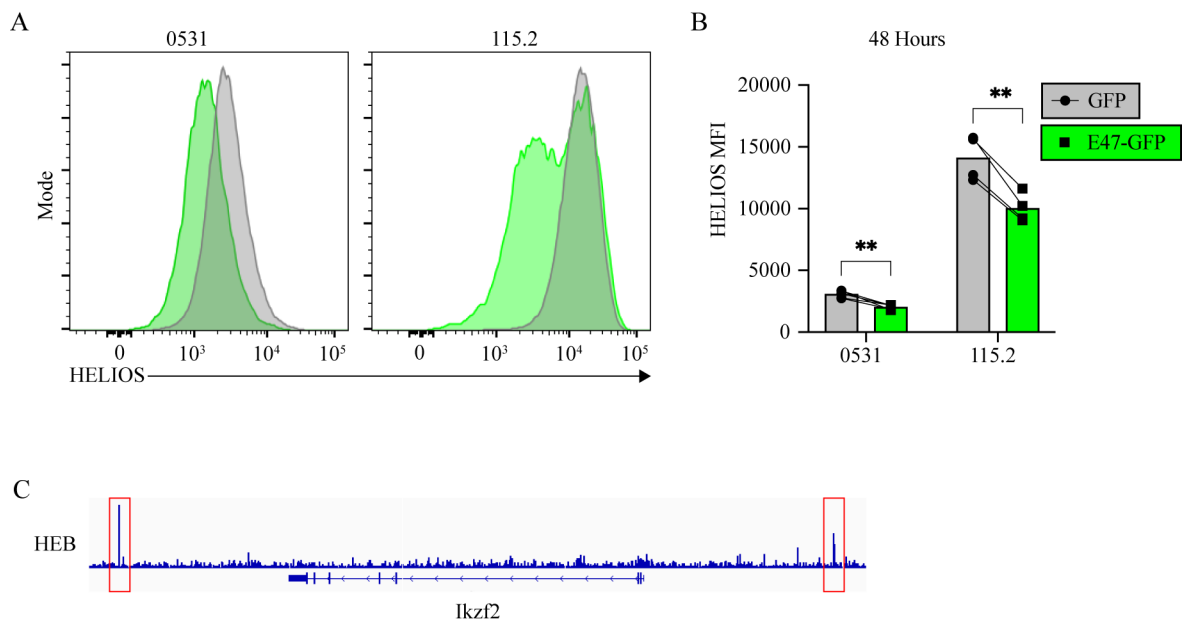 A
0531
115.2
Mode
0 10³ 10⁴ 10⁵
0 10³ 10⁴ 10⁵
HELIOS
B
48 Hours
HELIOS MFI
20000
15000
10000
5000
0
**
**
0531
115.2
GFP
E47-GFP
C
HEB
Ikzf2